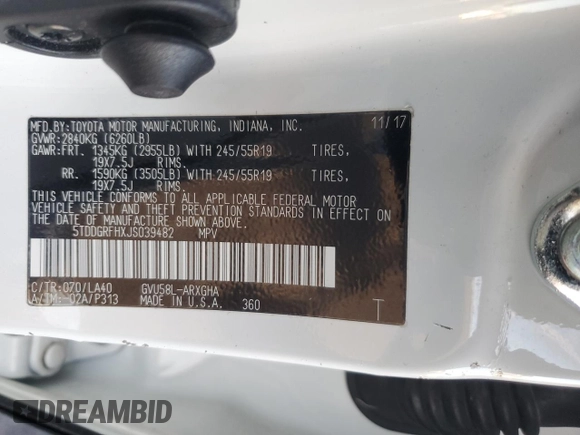 MFD.BY:TOYOTA MOTOR MANUFACTURING, INDIANA, INC. 11/17
GVWR:2840KG (6260LB)
GAWR:FRT. 1345KG (2955LB) WITH 245/55R19 TIRES,
19X7.5J RIMS.
RR. 1590KG (3505LB) WITH 245/55R19 TIRES,
19X7.5J RIMS.
THIS VEHICLE CONFORMS TO ALL APPLICABLE FEDERAL MOTOR
VEHICLE SAFETY AND THEFT PREVENTION STANDARDS IN EFFECT
ON THE DATE OF MANUFACTURE SHOWN ABOVE.
5TDDGRFHXJS039482 MPV
C/TR:070/LA40 GVU58L-ARXGHA
A/TM:-02A/P313 MADE IN U.S.A. 360 T
DREAMBID